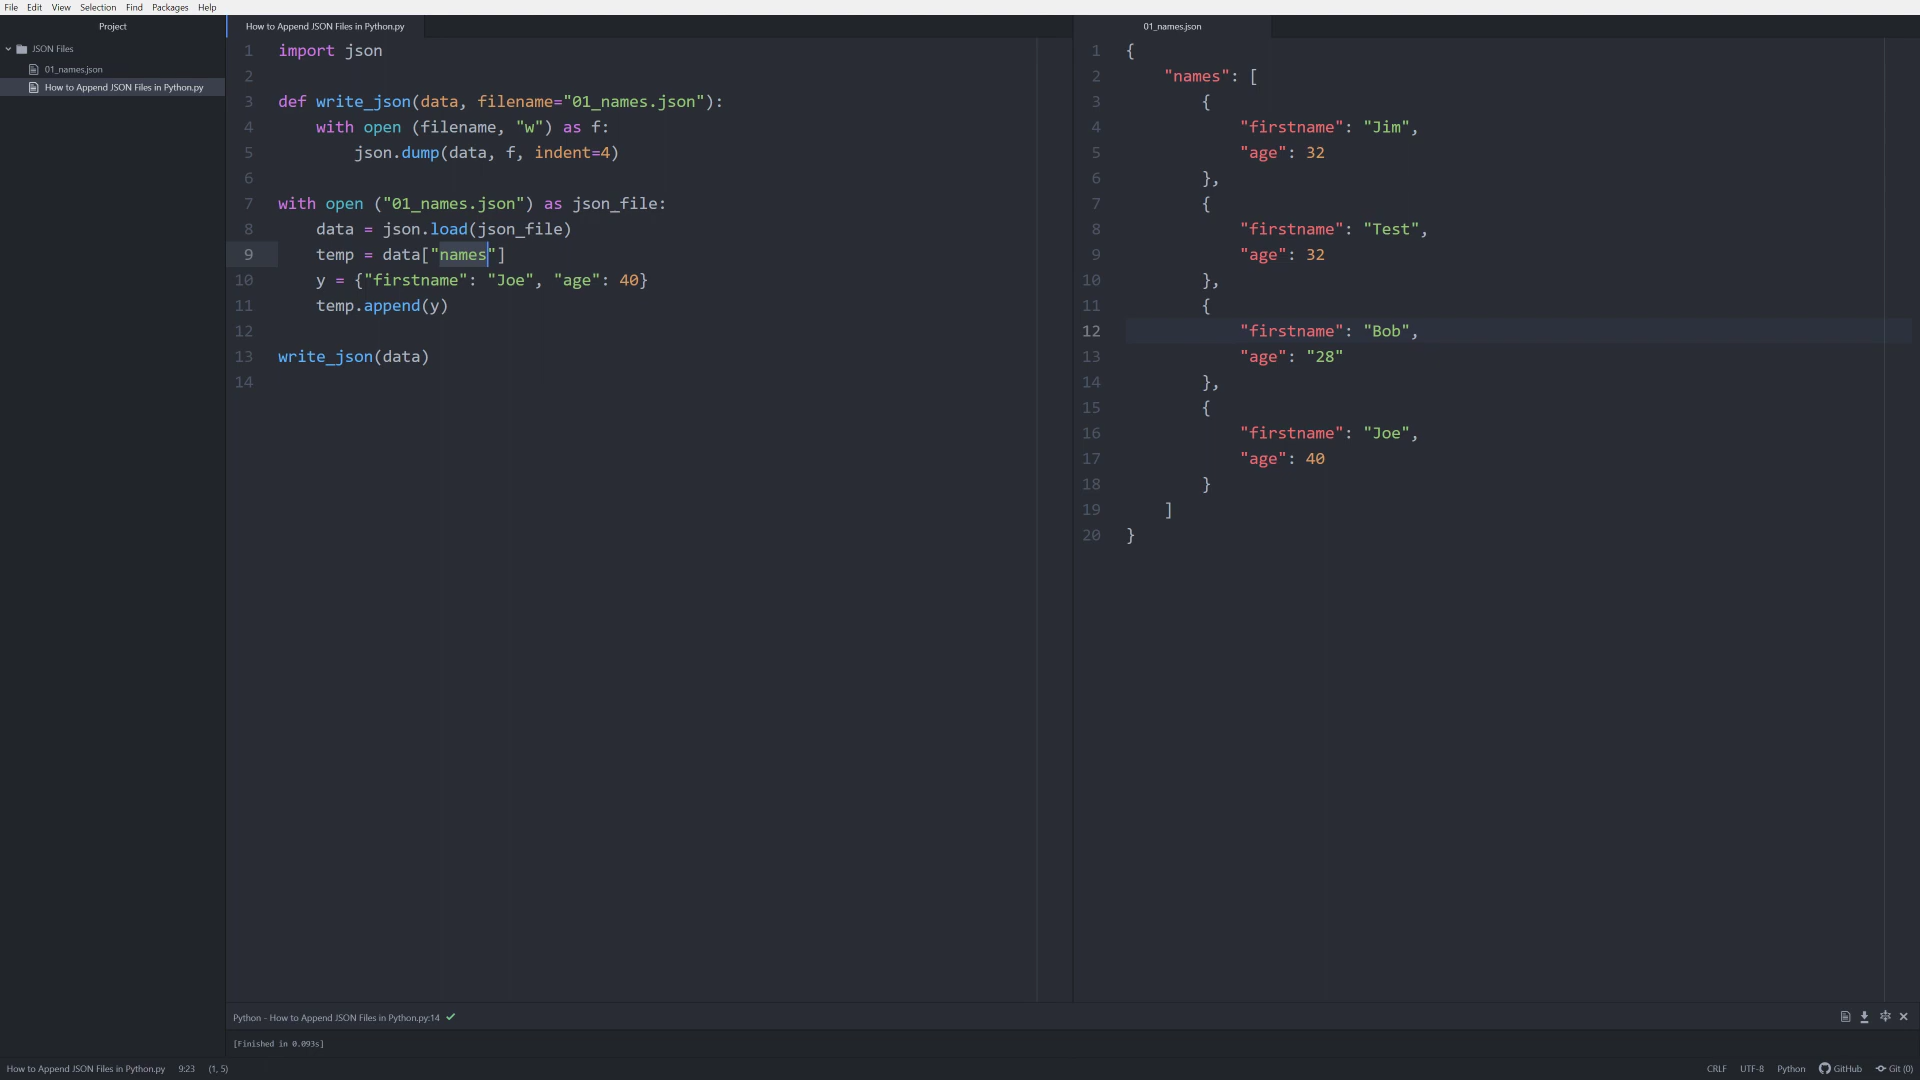 File Edit View Selection Find Packages Help
Project
JSON Files
01_names.json
How to Append JSON Files in Python.py
How to Append JSON Files in Python.py
1 import json
2
3 def write_json(data, filename="01_names.json"):
4     with open (filename, "w") as f:
5         json.dump(data, f, indent=4)
6
7 with open ("01_names.json") as json_file:
8     data = json.load(json_file)
9     temp = data["names"]
10     y = {"firstname": "Joe", "age": 40}
11     temp.append(y)
12
13 write_json(data)
14
01_names.json
1 {
2     "names": [
3         {
4             "firstname": "Jim",
5             "age": 32
6         },
7         {
8             "firstname": "Test",
9             "age": 32
10         },
11         {
12             "firstname": "Bob",
13             "age": "28"
14         },
15         {
16             "firstname": "Joe",
17             "age": 40
18         }
19     ]
20 }
Python - How to Append JSON Files in Python.py:14
[Finished in 0.093s]
How to Append JSON Files in Python.py 9:23 (1, 5) CRLF UTF-8 Python GitHub Git (0)